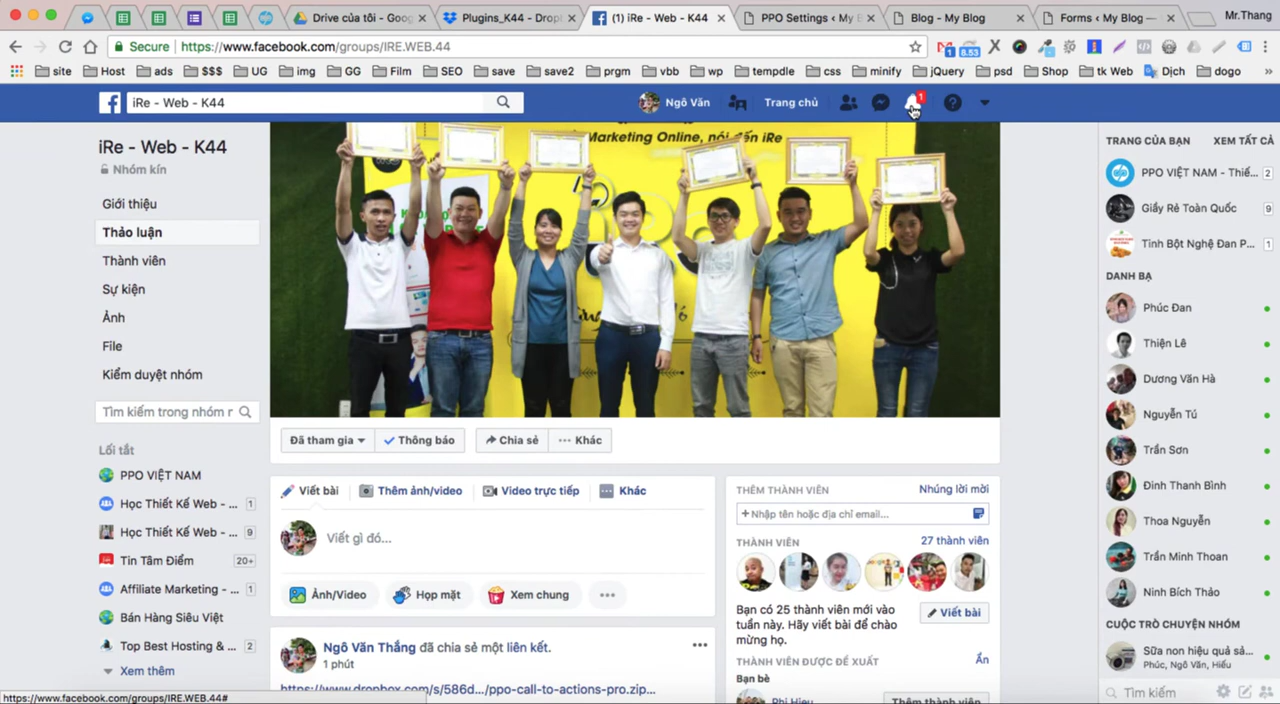 Drive của tôi - Goog
Plugins_K44 - Dropl
(1) iRe - Web - K44
PPO Settings ‹ My B
Blog - My Blog
Forms ‹ My Blog —
Mr.Thang
Secure
https://www.facebook.com/groups/IRE.WEB.44
1
8.53
site
Host
ads
$$$
UG
img
GG
Film
SEO
save
save2
prgm
vbb
wp
tempdle
css
minify
jQuery
psd
Shop
tk Web
Dịch
dogo
»
iRe - Web - K44
Ngô Văn
Trang chủ
1
iRe - Web - K44
Nhóm kín
Giới thiệu
Thảo luận
Thành viên
Sự kiện
Ảnh
File
Kiểm duyệt nhóm
Tìm kiếm trong nhóm r
Lối tắt
PPO VIỆT NAM
Học Thiết Kế Web - ... 1
Học Thiết Kế Web - ... 9
Tin Tâm Điểm 20+
Affiliate Marketing - ... 1
Bán Hàng Siêu Việt
Top Best Hosting & ... 2
Xem thêm
https://www.facebook.com/groups/IRE.WEB.44#
Marketing Online, nói đến iRe
Đã tham gia
Thông báo
Chia sẻ
Khác
Viết bài
Thêm ảnh/video
Video trực tiếp
Khác
Viết gì đó...
Ảnh/Video
Họp mặt
Xem chung
Ngô Văn Thắng đã chia sẻ một liên kết.
1 phút
https://www.dropbox.com/s/586d.../ppo-call-to-actions-pro.zip...
THÊM THÀNH VIÊN
Nhúng lời mời
+ Nhập tên hoặc địa chỉ email...
THÀNH VIÊN
27 thành viên
Bạn có 25 thành viên mới vào
tuần này. Hãy viết bài để chào
mừng họ.
Viết bài
THÀNH VIÊN ĐƯỢC ĐỀ XUẤT
Ẩn
Bạn bè
Phi Hieu
Thêm thành viên
TRANG CỦA BẠN
XEM TẤT CẢ
PPO VIỆT NAM - Thiế... 2
Giầy Rẻ Toàn Quốc 9
Tinh Bột Nghệ Đan P... 1
DANH BẠ
Phúc Đan
Thiện Lê
Dương Văn Hà
Nguyễn Tú
Trần Sơn
Đinh Thanh Bình
Thoa Nguyễn
Trần Minh Thoan
Ninh Bích Thảo
CUỘC TRÒ CHUYỆN NHÓM
Sữa non hiệu quả sả...
Phúc, Ngô Văn, Hiếu
Tìm kiếm